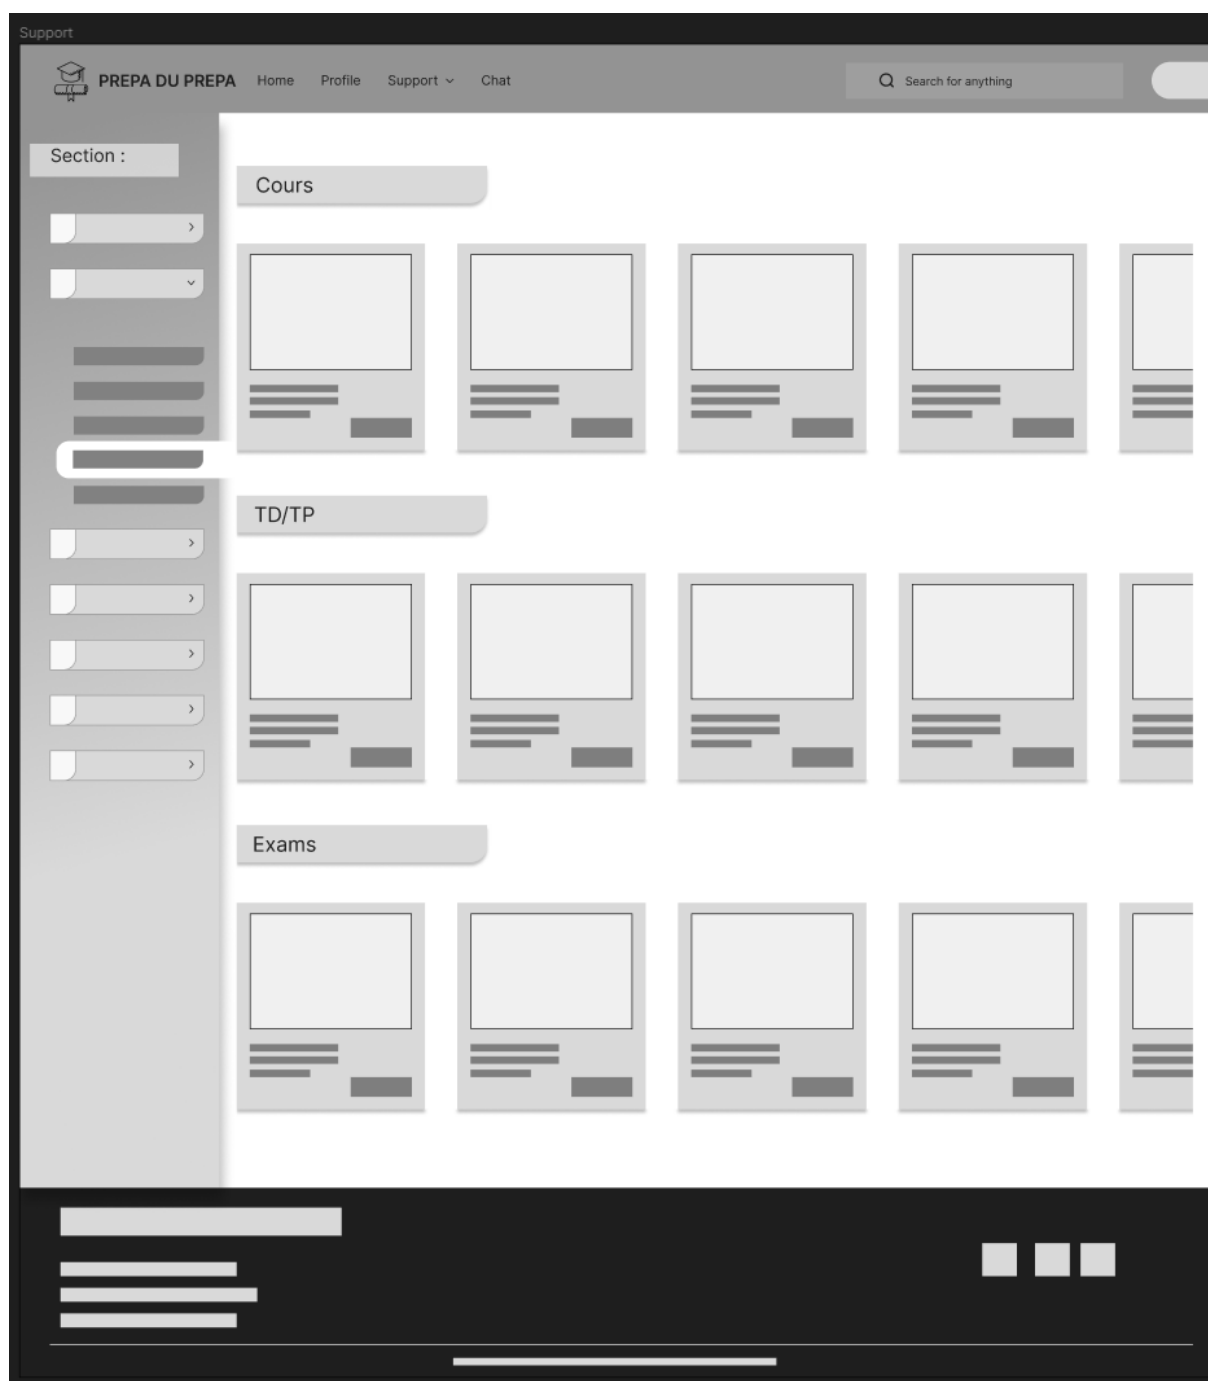 Support
PREPA DU PREPA Home Profile Support Chat Search for anything
Section :
Cours
TD/TP
Exams